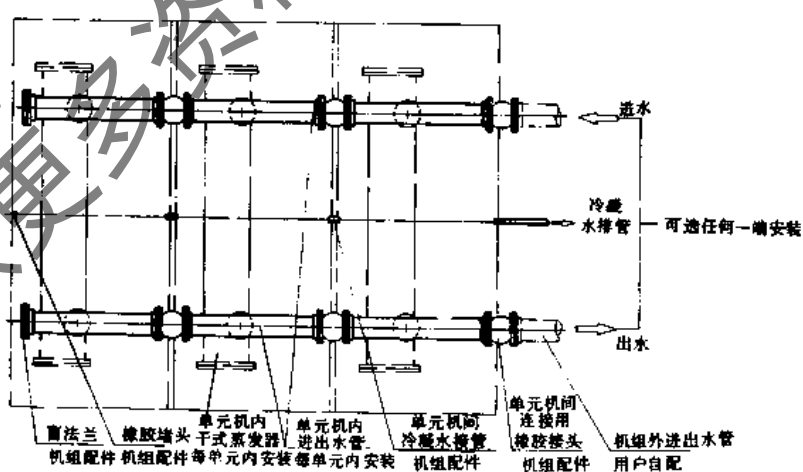 更多资
进水
冷凝
水排管
可选任何一端安装
出水
盲法兰
机组配件
橡胶堵头
机组配件
单元机内
干式蒸发器
每单元内安装
单元机内
进出水管
每单元内安装
单元机间
冷凝水接管
机组配件
单元机间
连接用
橡胶接头
机组配件
机组外进出水管
用户自配